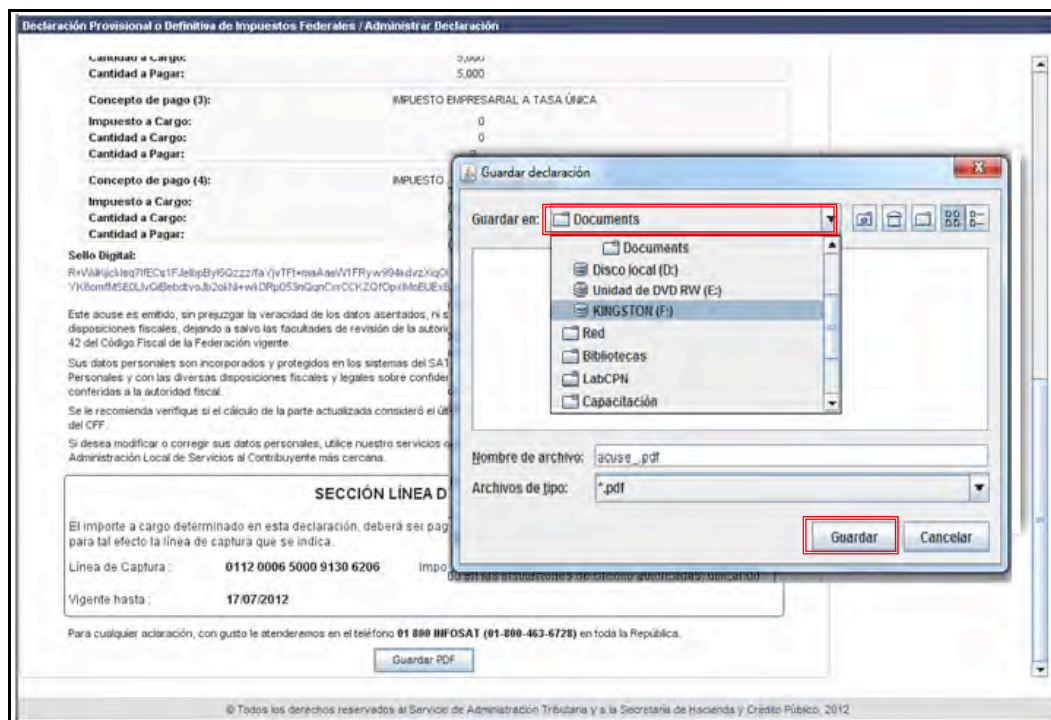 Declaración Provisional o Definitiva de Impuestos Federales / Administrar Declaración
Cantidad a Cargo: 5,000
Cantidad a Pagar: 5,000
Concepto de pago (3): IMPUESTO EMPRESARIAL A TASA ÚNICA
Impuesto a Cargo: 0
Cantidad a Cargo: 0
Cantidad a Pagar:
Concepto de pago (4): IMPUESTO
Impuesto a Cargo:
Cantidad a Cargo:
Cantidad a Pagar:
Sello Digital:
Este acuse es emitido, sin prejuzgar la veracidad de los datos asentados, ni
disposiciones fiscales, dejando a salvo las facultades de revisión de la
42 del Código Fiscal de la Federación vigente.
Sus datos personales son incorporados y protegidos en los sistemas del SAT
Personales y con las diversas disposiciones fiscales y legales sobre
conferidas a la autoridad fiscal.
Se le recomienda verifique si el cálculo de la parte actualizada consideró el
del CFF.
Si desea modificar o corregir sus datos personales, utilice nuestro servicios
Administración Local de Servicios al Contribuyente más cercana.
SECCIÓN LÍNEA D
El importe a cargo determinado en esta declaración, deberá ser pag
para tal efecto la línea de captura que se indica.
Línea de Captura : 0112 0006 5000 9130 6206 Impo
Vigente hasta : 17/07/2012
Para cualquier aclaración, con gusto le atenderemos en el teléfono 01 800 INFOSAT (01-800-463-6728) en toda la República.
Guardar PDF
© Todos los derechos reservados al Servicio de Administración Tributaria y a la Secretaría de Hacienda y Crédito Público, 2012
Guardar declaración
Guardar en: Documents
Documents
Disco local (D:)
Unidad de DVD RW (E:)
KINGSTON (F:)
Red
Bibliotecas
LabCPN
Capacitación
Nombre de archivo: acuse_.pdf
Archivos de tipo: *.pdf
Guardar Cancelar